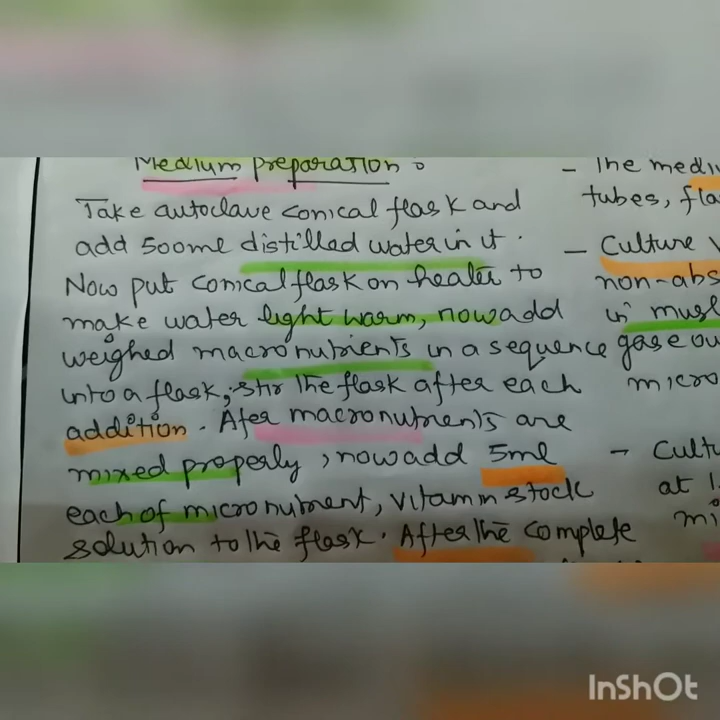 Medium preparation :
Take autoclave conical flask and
add 500ml distilled water in it .
Now put conical flask on heater to
make water light warm, now add
weighed macronutrients in a sequence
into a flask, stir the flask after each
addition . Afer macronutrients are
mixed properly , now add 5ml
each of micronutrient, vitamin stock
solution to the flask . After the complete
- The mediu
tubes, fla
- Culture V
non-abs
in musl
gase ou
micro
- Cultu
at 1
mi
InShOt